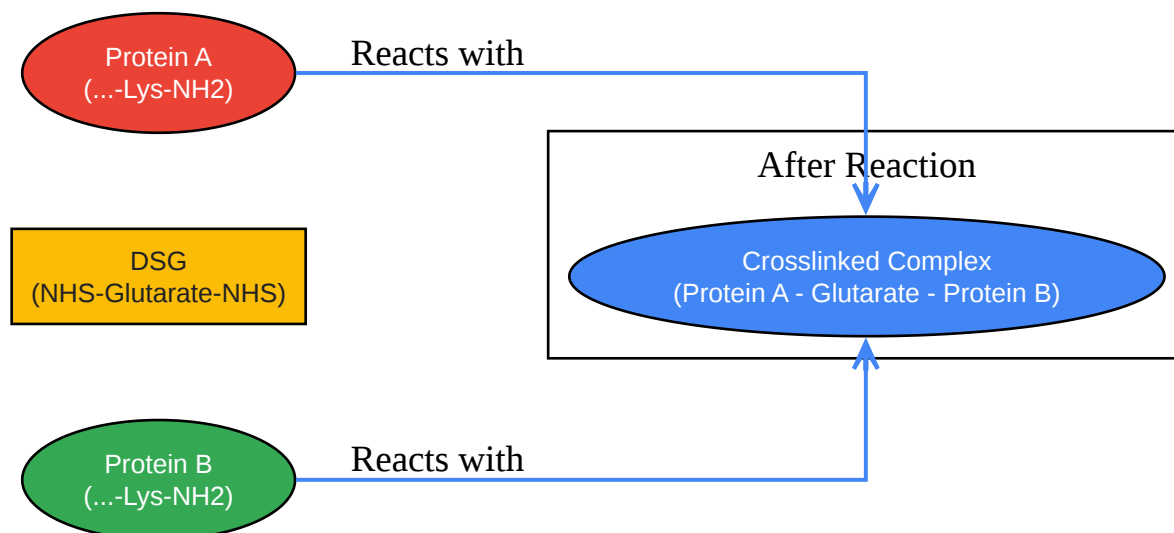 Protein A
(...-Lys-NH2)
Reacts with
After Reaction
DSG
(NHS-Glutarate-NHS)
Crosslinked Complex
(Protein A - Glutarate - Protein B)
Protein B
(...-Lys-NH2)
Reacts with